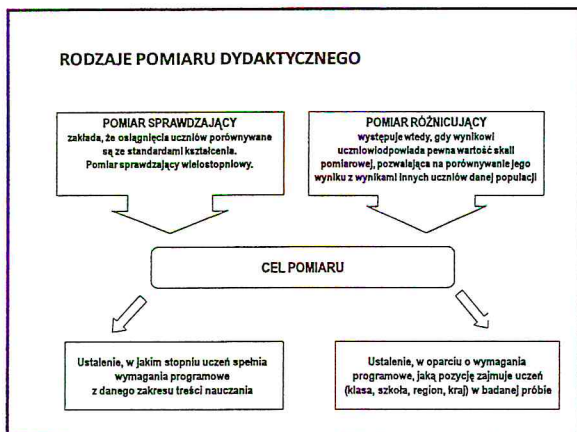 RODZAJE POMIARU DYDAKTYCZNEGO
POMIAR SPRAWDZAJĄCY
zakłada, że osiągnięcia uczniów porównywane
są ze standardami kształcenia.
Pomiar sprawdzający wielostopniowy.
POMIAR RÓŻNICUJĄCY
występuje wtedy, gdy wynikowi
uczniowiodpowiada pewna wartość skali
pomiarowej, pozwalająca na porównywanie jego
wyniku z wynikami innych uczniów danej populacji
CEL POMIARU
Ustalenie, w jakim stopniu uczeń spełnia
wymagania programowe
z danego zakresu treści nauczania
Ustalenie, w oparciu o wymagania
programowe, jaką pozycję zajmuje uczeń
(klasa, szkoła, region, kraj) w badanej próbie